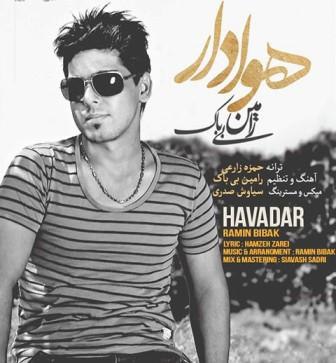 هوادار
رامین بی باک
ترانه حمزه زارعی
آهنگ و تنظیم رامین بی باک
میکس و مسترینگ سیاوش صدری
HAVADAR
RAMIN BIBAK
LYRIC : HAMZEH ZAREI
MUSIC & ARRANGMENT : RAMIN BIBAK
MIX & MASTERING : SIAVASH SADRI